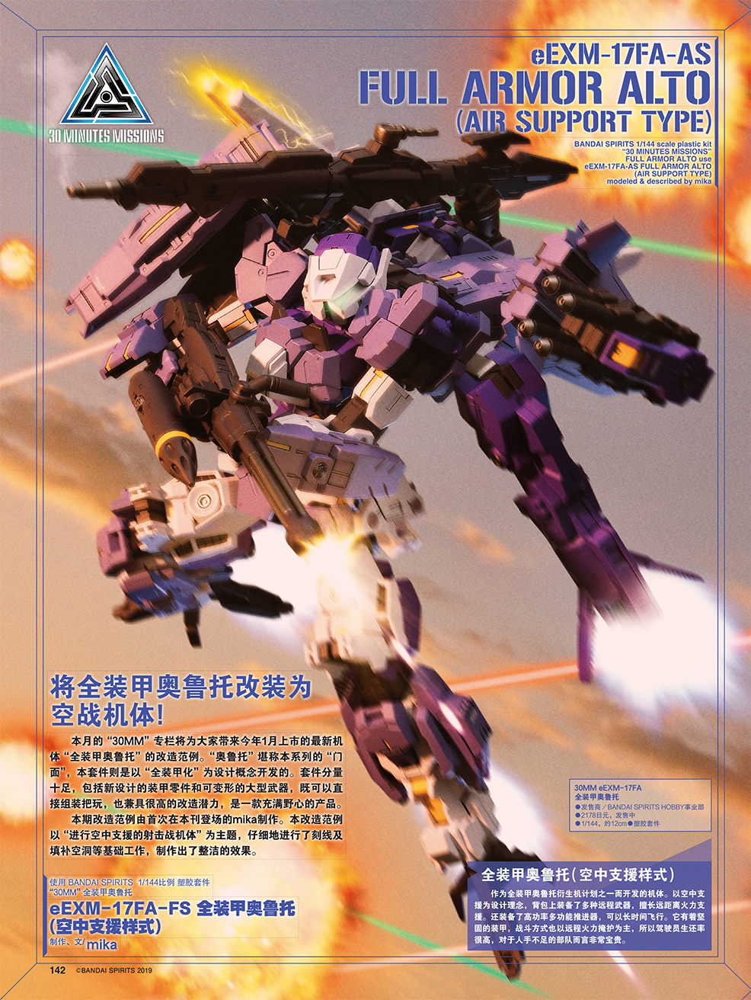 30 MINUTES MISSIONS
eEXM-17FA-AS
FULL ARMOR ALTO
(AIR SUPPORT TYPE)
BANDAI SPIRITS 1/144 scale plastic kit
“30 MINUTES MISSIONS”
FULL ARMOR ALTO use
eEXM-17FA-AS FULL ARMOR ALTO
(AIR SUPPORT TYPE)
modeled & described by mika
将全装甲奥鲁托改装为
空战机体！
本月的“30MM”专栏将为大家带来今年1月上市的最新机
体“全装甲奥鲁托”的改造范例。“奥鲁托”堪称本系列的“门
面”，本套件则是以“全装甲化”为设计概念开发的。套件分量
十足，包括新设计的装甲零件和可变形的大型武器，既可以直
接组装把玩，也兼具很高的改造潜力，是一款充满野心的产品。
本期改造范例由首次在本刊登场的mika制作。本改造范例
以“进行空中支援的射击战机体”为主题，仔细地进行了刻线及
填补空洞等基础工作，制作出了整洁的效果。
使用 BANDAI SPIRITS 1/144比例 塑胶套件
“30MM”全装甲奥鲁托
eEXM-17FA-FS 全装甲奥鲁托
(空中支援样式)
制作、文/mika
30MM eEXM-17FA
全装甲奥鲁托
●发售商／BANDAI SPIRITS HOBBY事业部
●2178日元，发售中
●1/144，约12cm●塑胶套件
全装甲奥鲁托(空中支援样式)
作为全装甲奥鲁托衍生机计划之一而开发的机体。以空中支
援为设计理念，背包上装备了多种远程武器，擅长远距离火力支
援。还装备了高功率多功能推进器，可以长时间飞行。它有着坚
固的装甲，战斗方式也以远程火力掩护为主，所以驾驶员生还率
很高，对于人手不足的部队而言非常宝贵。
142 ©BANDAI SPIRITS 2019